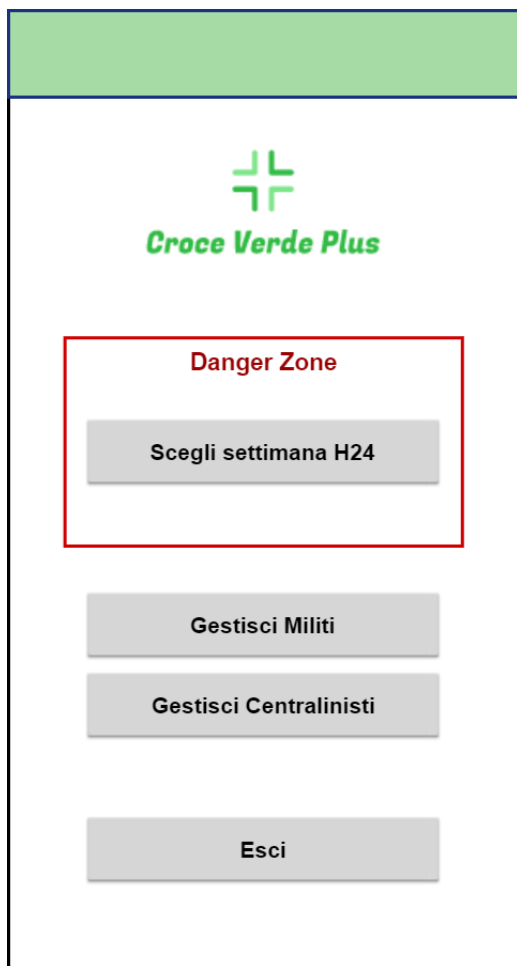 Croce Verde Plus
Danger Zone
Scegli settimana H24
Gestisci Militi
Gestisci Centralinisti
Esci